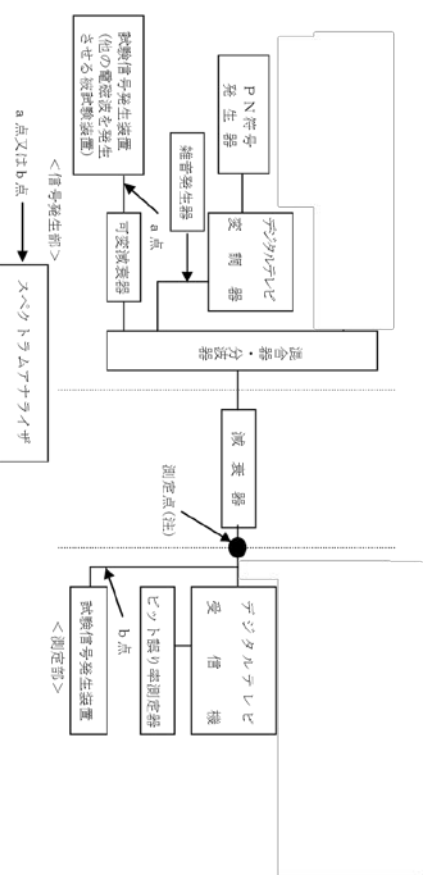 ＰＮ符号
発生器
デジタルテレビ
変調器
混合器・分波器
減衰器
測定点(注)
デジタルテレビ
受信機
雑音発生器
ビット誤り率測定器
試験信号発生装置
(他の電磁波を発生
させる被試験装置)
a点
可変減衰器
b点
試験信号発生装置
＜信号発生部＞
＜測定部＞
a点又はb点
スペクトラムアナライザ